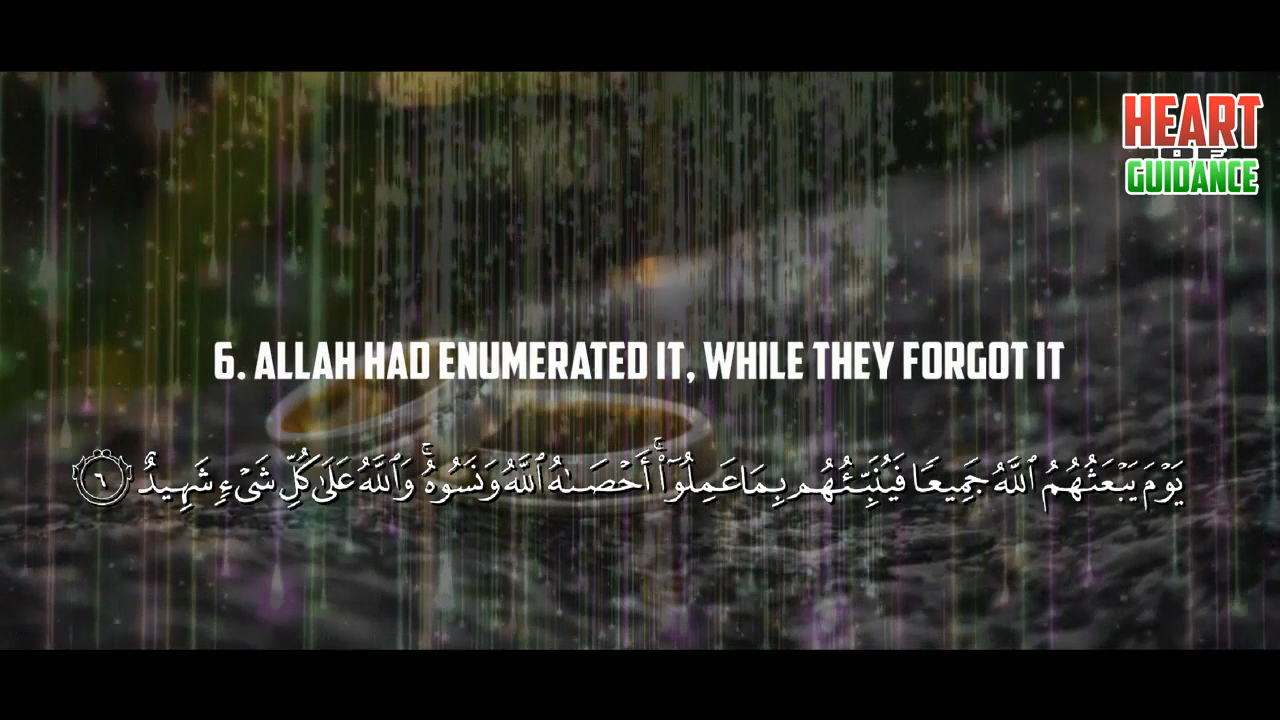 HEART
OF
GUIDANCE
6. ALLAH HAD ENUMERATED IT, WHILE THEY FORGOT IT
يَوْمَ يَبْعَثُهُمُ ٱللَّهُ جَمِيعًا فَيُنَبِّئُهُم بِمَا عَمِلُوٓا۟ ۚ أَحْصَىٰهُ ٱللَّهُ وَنَسُوهُ ۚ وَٱللَّهُ عَلَىٰ كُلِّ شَىْءٍ شَهِيدٌ ٦